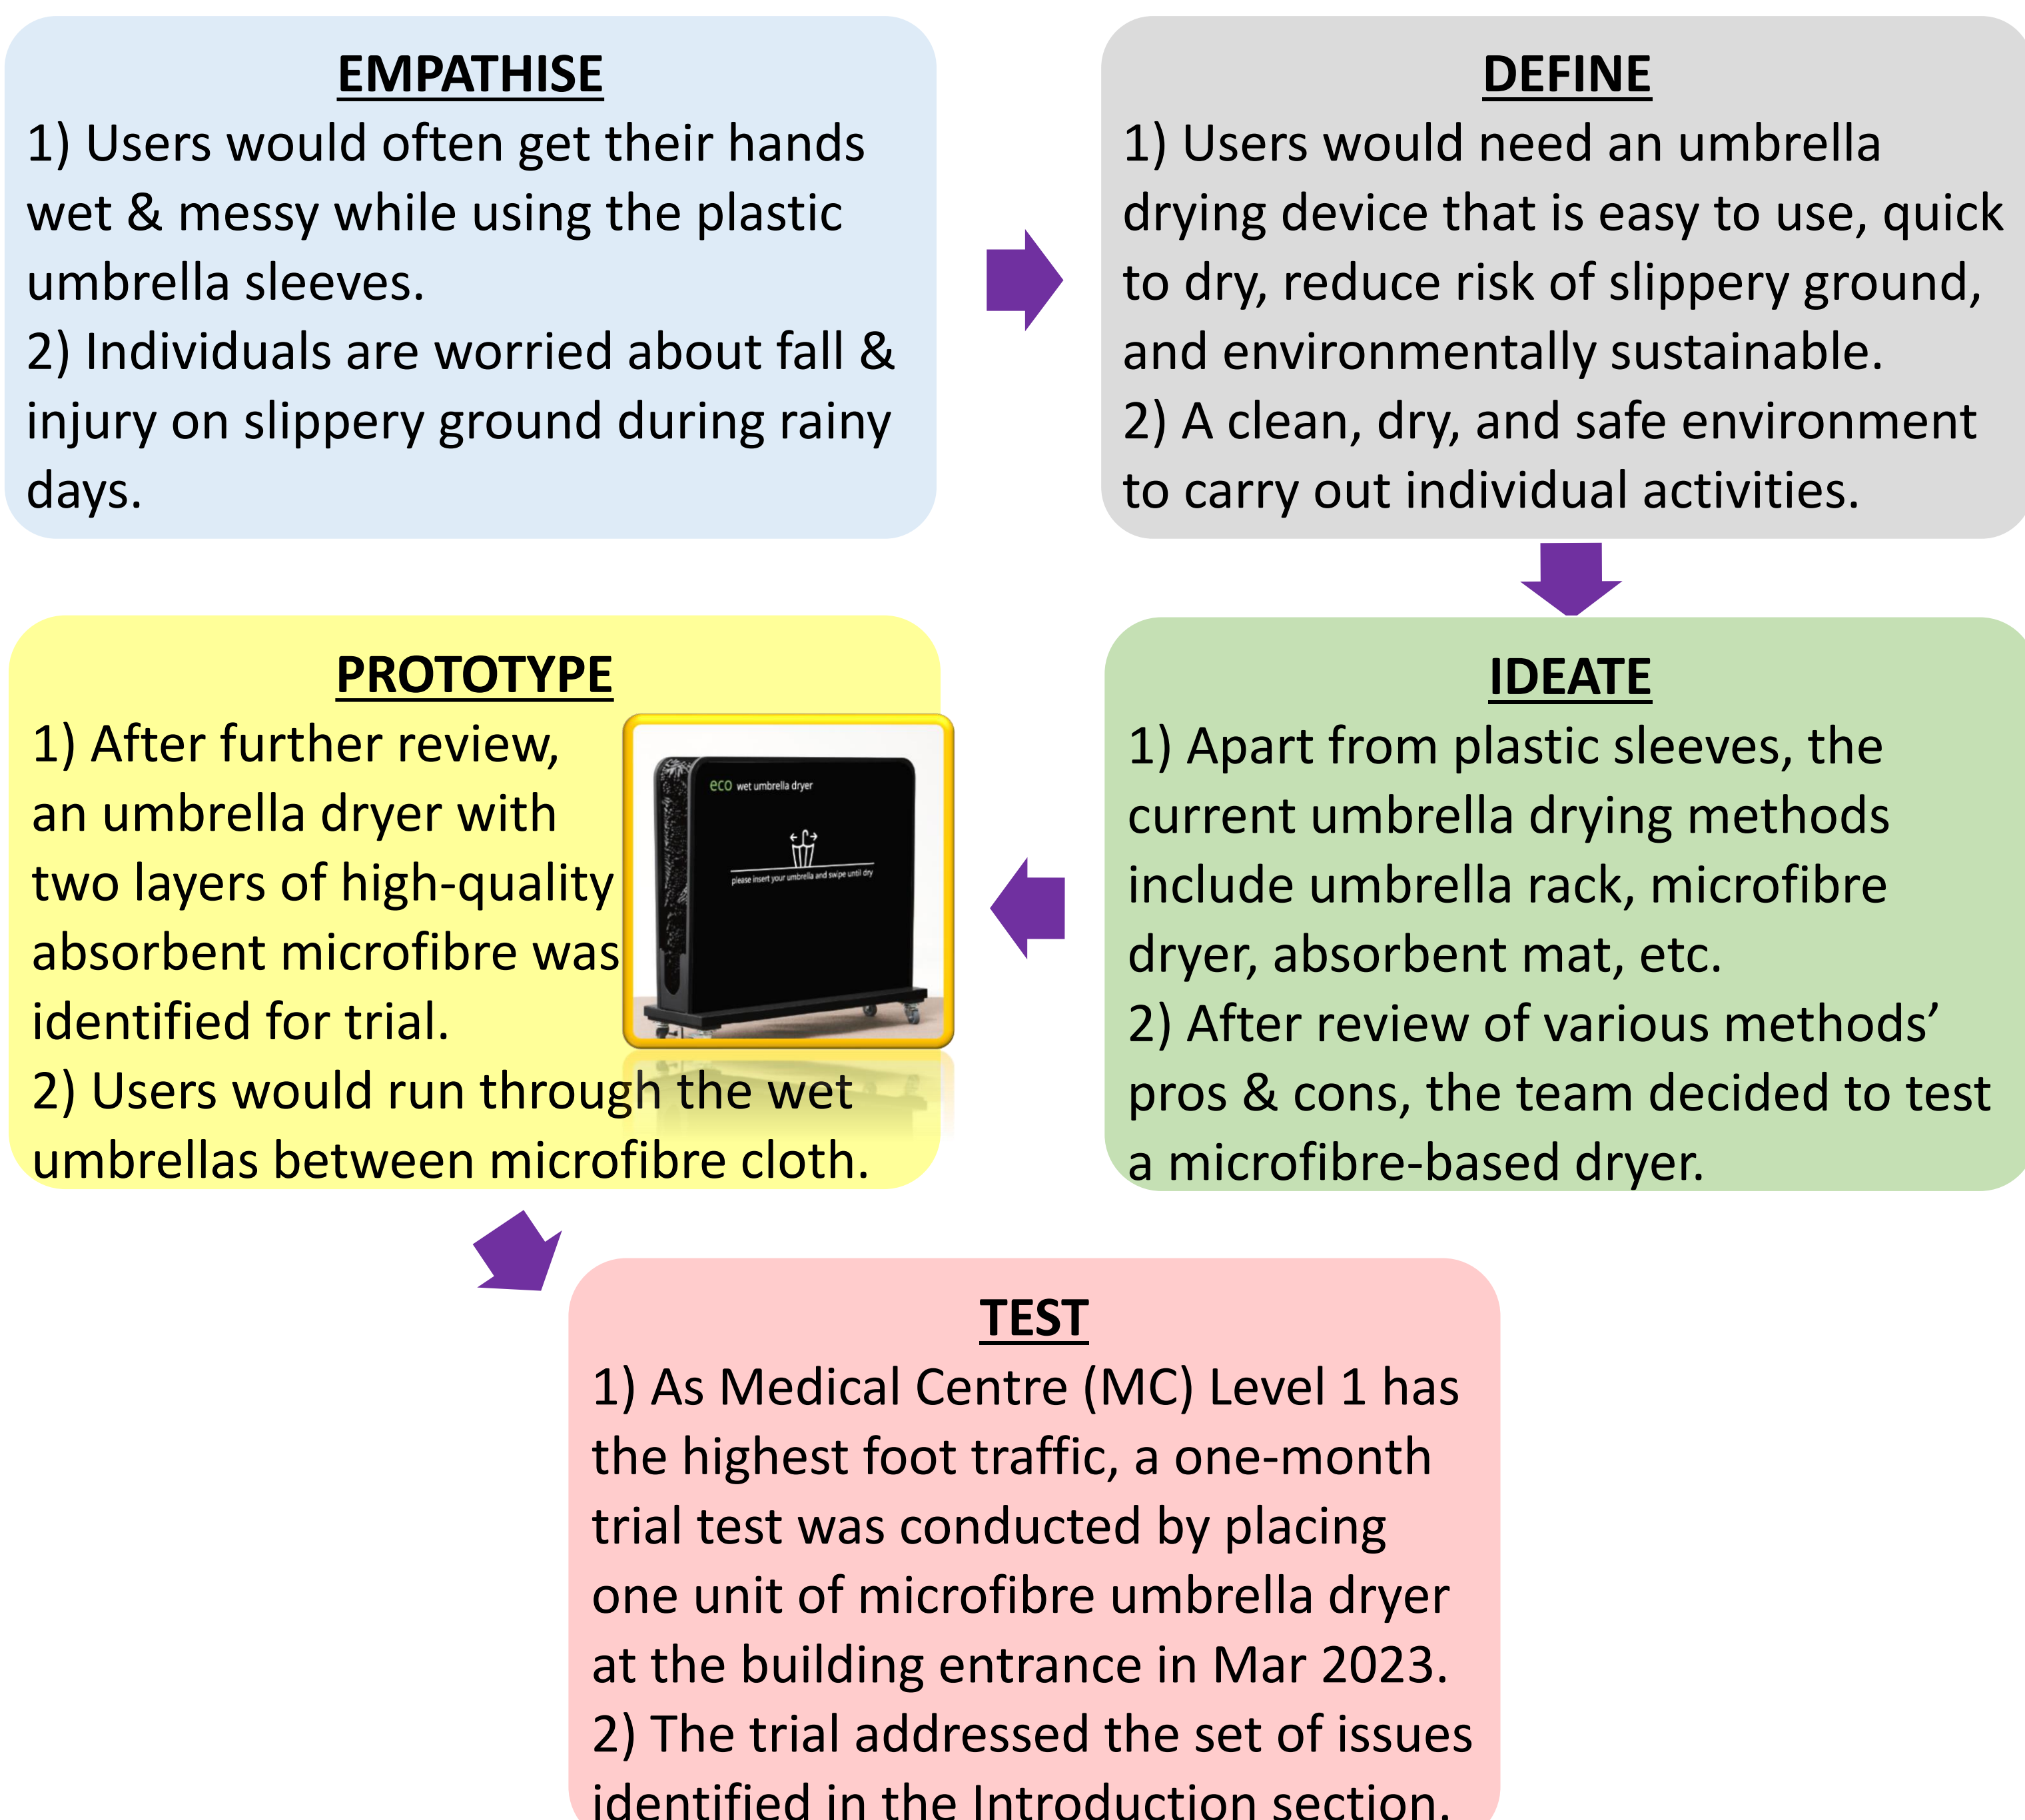 EMPATHISE
1) Users would often get their hands
wet & messy while using the plastic
umbrella sleeves.
2) Individuals are worried about fall &
injury on slippery ground during rainy
days.
DEFINE
1) Users would need an umbrella
drying device that is easy to use, quick
to dry, reduce risk of slippery ground,
and environmentally sustainable.
2) A clean, dry, and safe environment
to carry out individual activities.
IDEATE
1) Apart from plastic sleeves, the
current umbrella drying methods
include umbrella rack, microfibre
dryer, absorbent mat, etc.
2) After review of various methods’
pros & cons, the team decided to test
a microfibre-based dryer.
PROTOTYPE
1) After further review,
an umbrella dryer with
two layers of high-quality
absorbent microfibre was
identified for trial.
2) Users would run through the wet
umbrellas between microfibre cloth.
eco wet umbrella dryer
please insert your umbrella and swipe until dry
TEST
1) As Medical Centre (MC) Level 1 has
the highest foot traffic, a one-month
trial test was conducted by placing
one unit of microfibre umbrella dryer
at the building entrance in Mar 2023.
2) The trial addressed the set of issues
identified in the Introduction section.